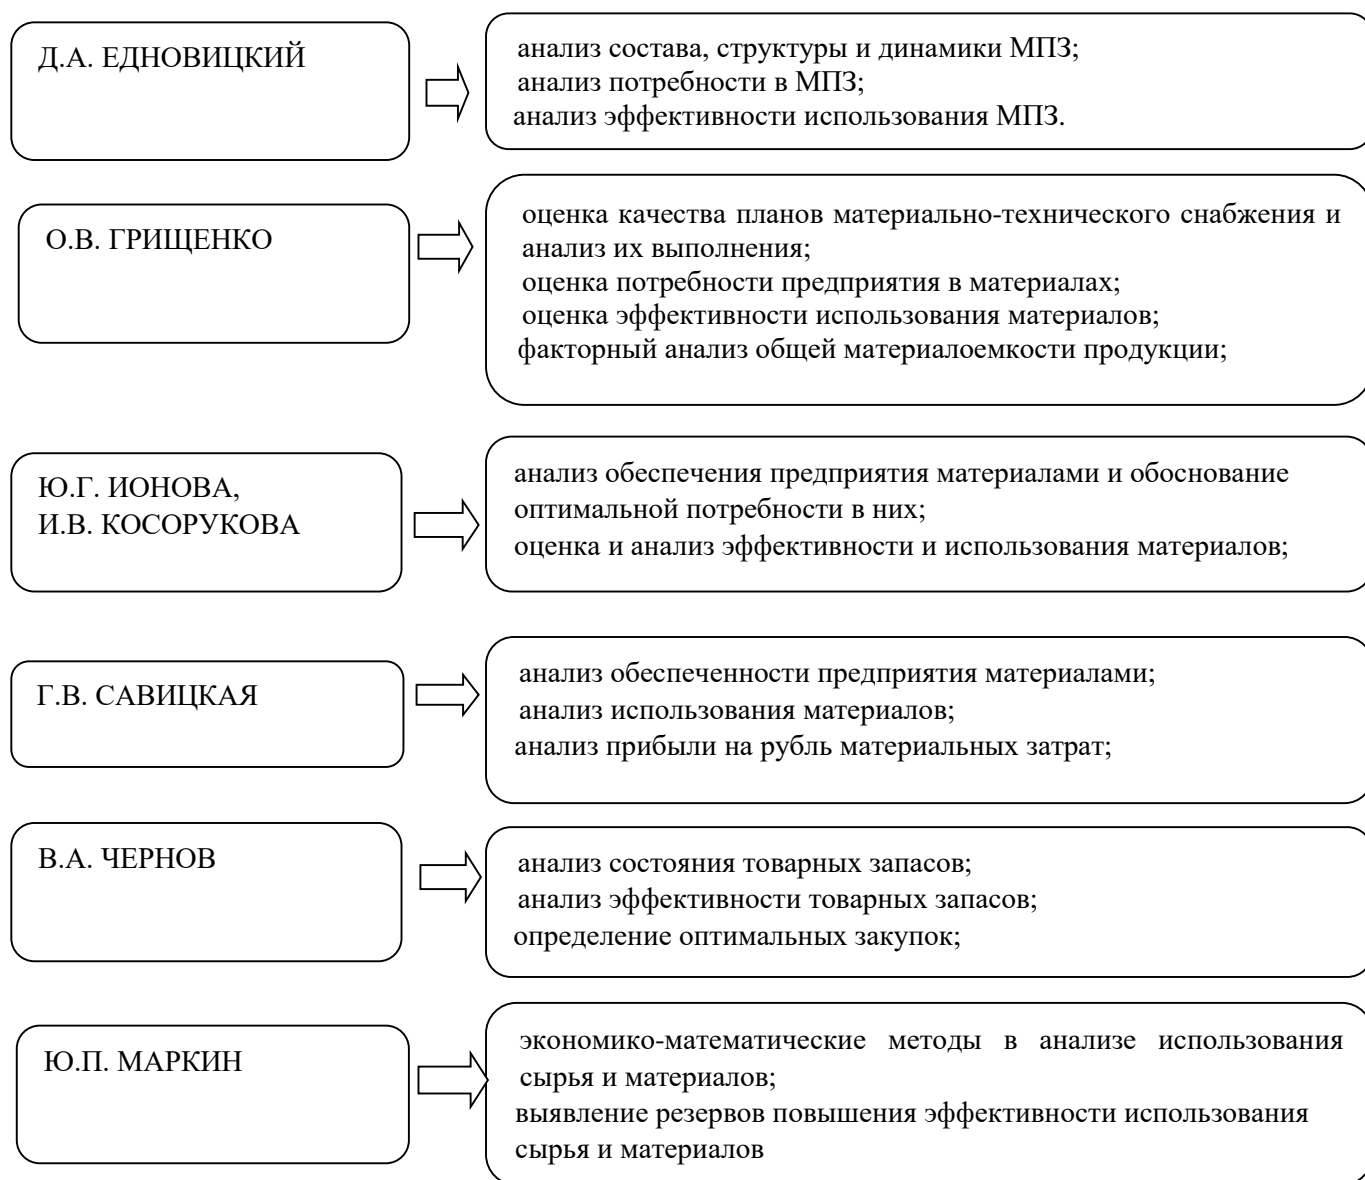 Д.А. ЕДНОВИЦКИЙ
анализ состава, структуры и динамики МПЗ;
анализ потребности в МПЗ;
анализ эффективности использования МПЗ.
О.В. ГРИЩЕНКО
оценка качества планов материально-технического снабжения и
анализ их выполнения;
оценка потребности предприятия в материалах;
оценка эффективности использования материалов;
факторный анализ общей материалоемкости продукции;
Ю.Г. ИОНОВА,
И.В. КОСОРУКОВА
анализ обеспечения предприятия материалами и обоснование
оптимальной потребности в них;
оценка и анализ эффективности и использования материалов;
Г.В. САВИЦКАЯ
анализ обеспеченности предприятия материалами;
анализ использования материалов;
анализ прибыли на рубль материальных затрат;
В.А. ЧЕРНОВ
анализ состояния товарных запасов;
анализ эффективности товарных запасов;
определение оптимальных закупок;
Ю.П. МАРКИН
экономико-математические методы в анализе использования
сырья и материалов;
выявление резервов повышения эффективности использования
сырья и материалов